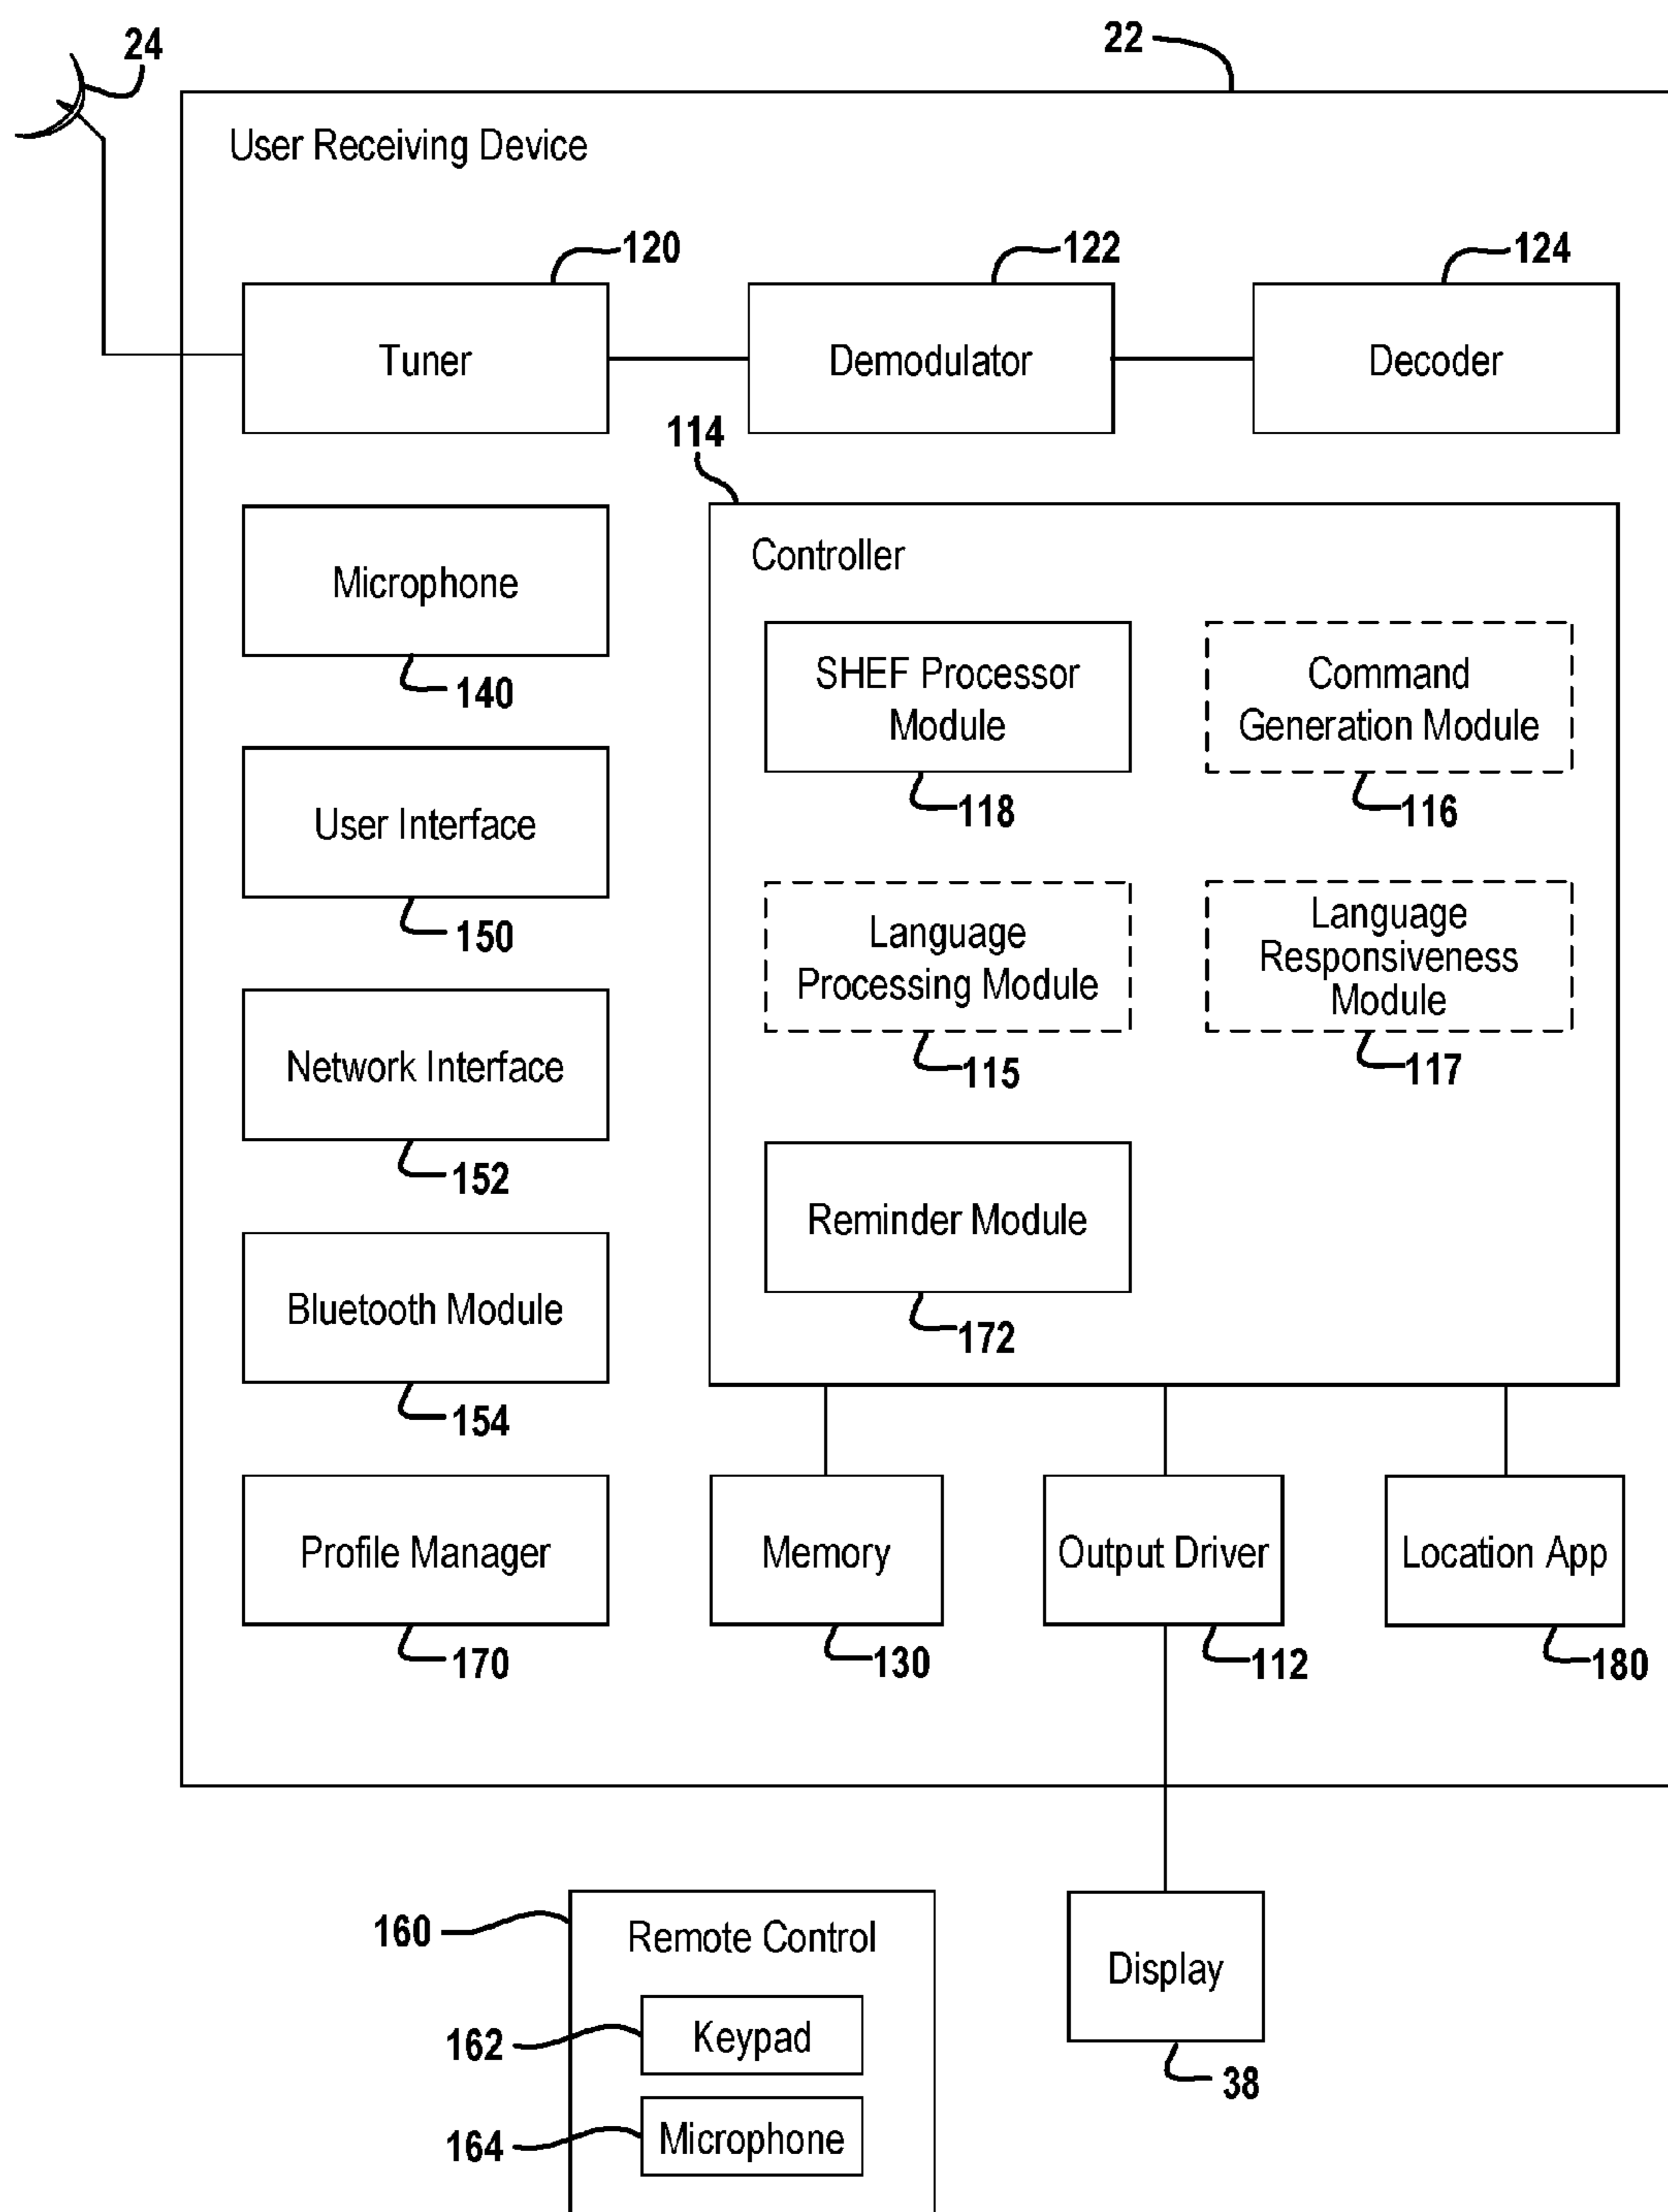 24
22
User Receiving Device
120
122
124
Tuner
Demodulator
Decoder
114
Microphone
140
Controller
SHEF Processor
Module
118
Command
Generation Module
116
User Interface
150
Language
Processing Module
115
Language
Responsiveness
Module
117
Network Interface
152
Reminder Module
172
Bluetooth Module
154
Profile Manager
170
Memory
130
Output Driver
112
Location App
180
160
Remote Control
162
Keypad
164
Microphone
Display
38